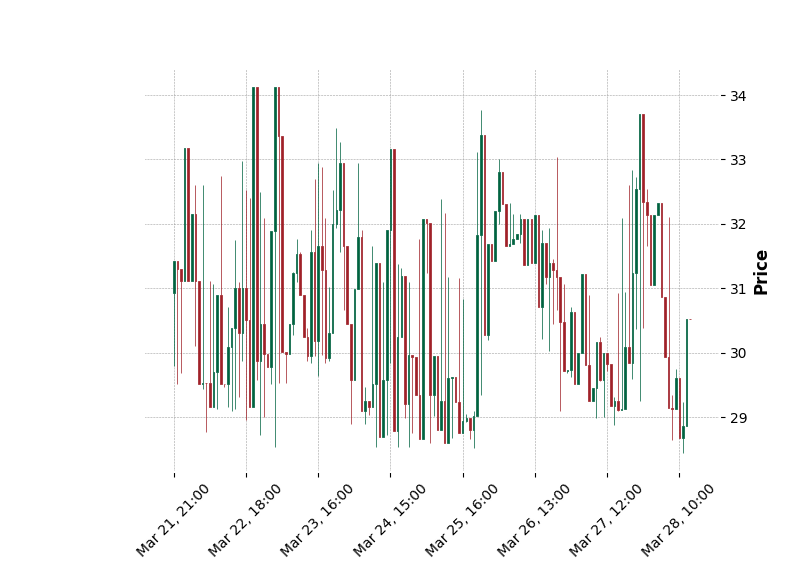 34
33
32
31
30
29
Price
Mar 21, 21:00
Mar 22, 18:00
Mar 23, 16:00
Mar 24, 15:00
Mar 25, 16:00
Mar 26, 13:00
Mar 27, 12:00
Mar 28, 10:00